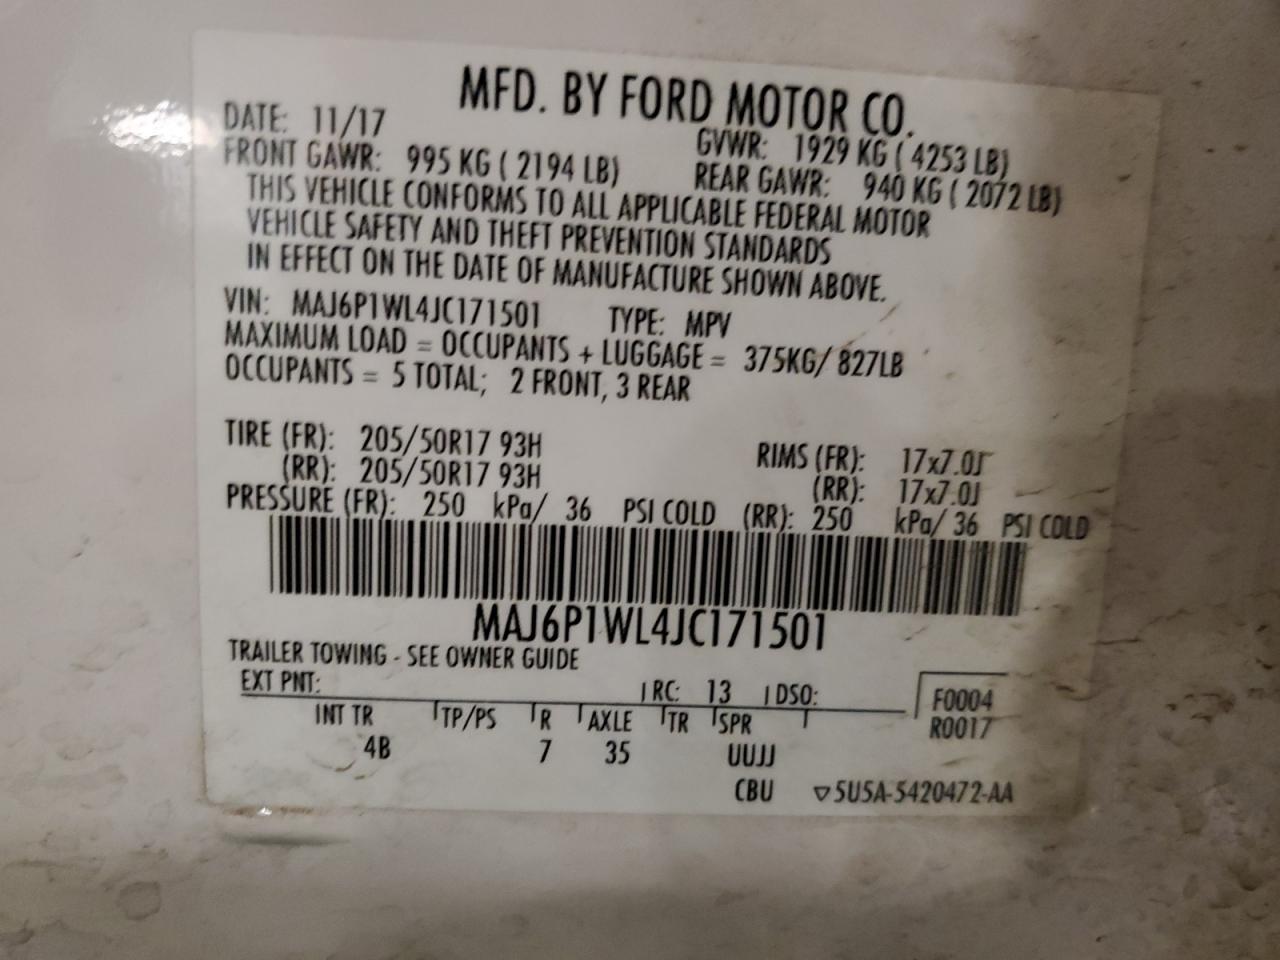 MFD. BY FORD MOTOR CO.
DATE: 11/17 GVWR: 1929 KG ( 4253 LB)
FRONT GAWR: 995 KG ( 2194 LB) REAR GAWR: 940 KG ( 2072 LB)
THIS VEHICLE CONFORMS TO ALL APPLICABLE FEDERAL MOTOR
VEHICLE SAFETY AND THEFT PREVENTION STANDARDS
IN EFFECT ON THE DATE OF MANUFACTURE SHOWN ABOVE.
VIN: MAJ6P1WL4JC171501 TYPE: MPV
MAXIMUM LOAD = OCCUPANTS + LUGGAGE = 375KG/ 827LB
OCCUPANTS = 5 TOTAL; 2 FRONT, 3 REAR
TIRE (FR): 205/50R17 93H RIMS (FR): 17x7.0J
(RR): 205/50R17 93H (RR): 17x7.0J
PRESSURE (FR): 250 kPa/ 36 PSI COLD (RR): 250 kPa/ 36 PSI COLD
MAJ6P1WL4JC171501
TRAILER TOWING - SEE OWNER GUIDE
EXT PNT: RC: 13 DSO: F0004
INT TR TP/PS R AXLE TR SPR R0017
4B 7 35 UUJJ
CBU ▽5U5A-5420472-AA